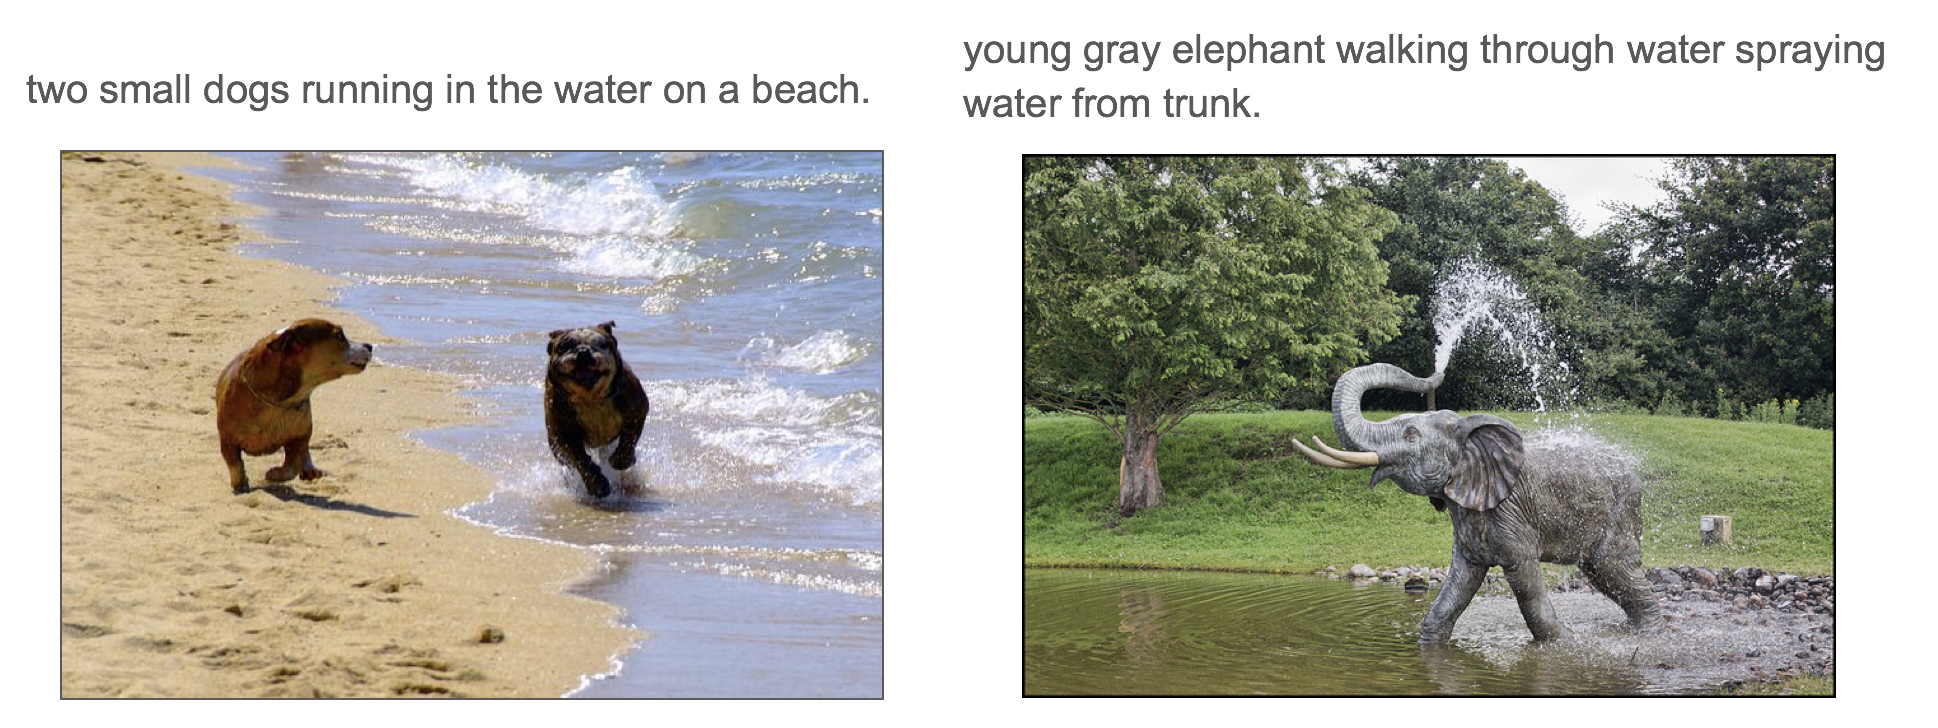 two small dogs running in the water on a beach.
young gray elephant walking through water spraying
water from trunk.